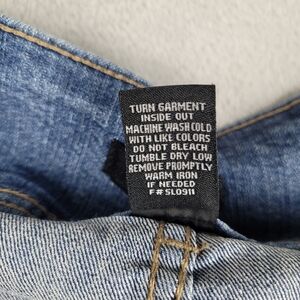 TURN GARMENT
INSIDE OUT
MACHINE WASH COLD
WITH LIKE COLORS
DO NOT BLEACH
TUMBLE DRY LOW
REMOVE PROMPTLY
WARM IRON
IF NEEDED
F#SL0911